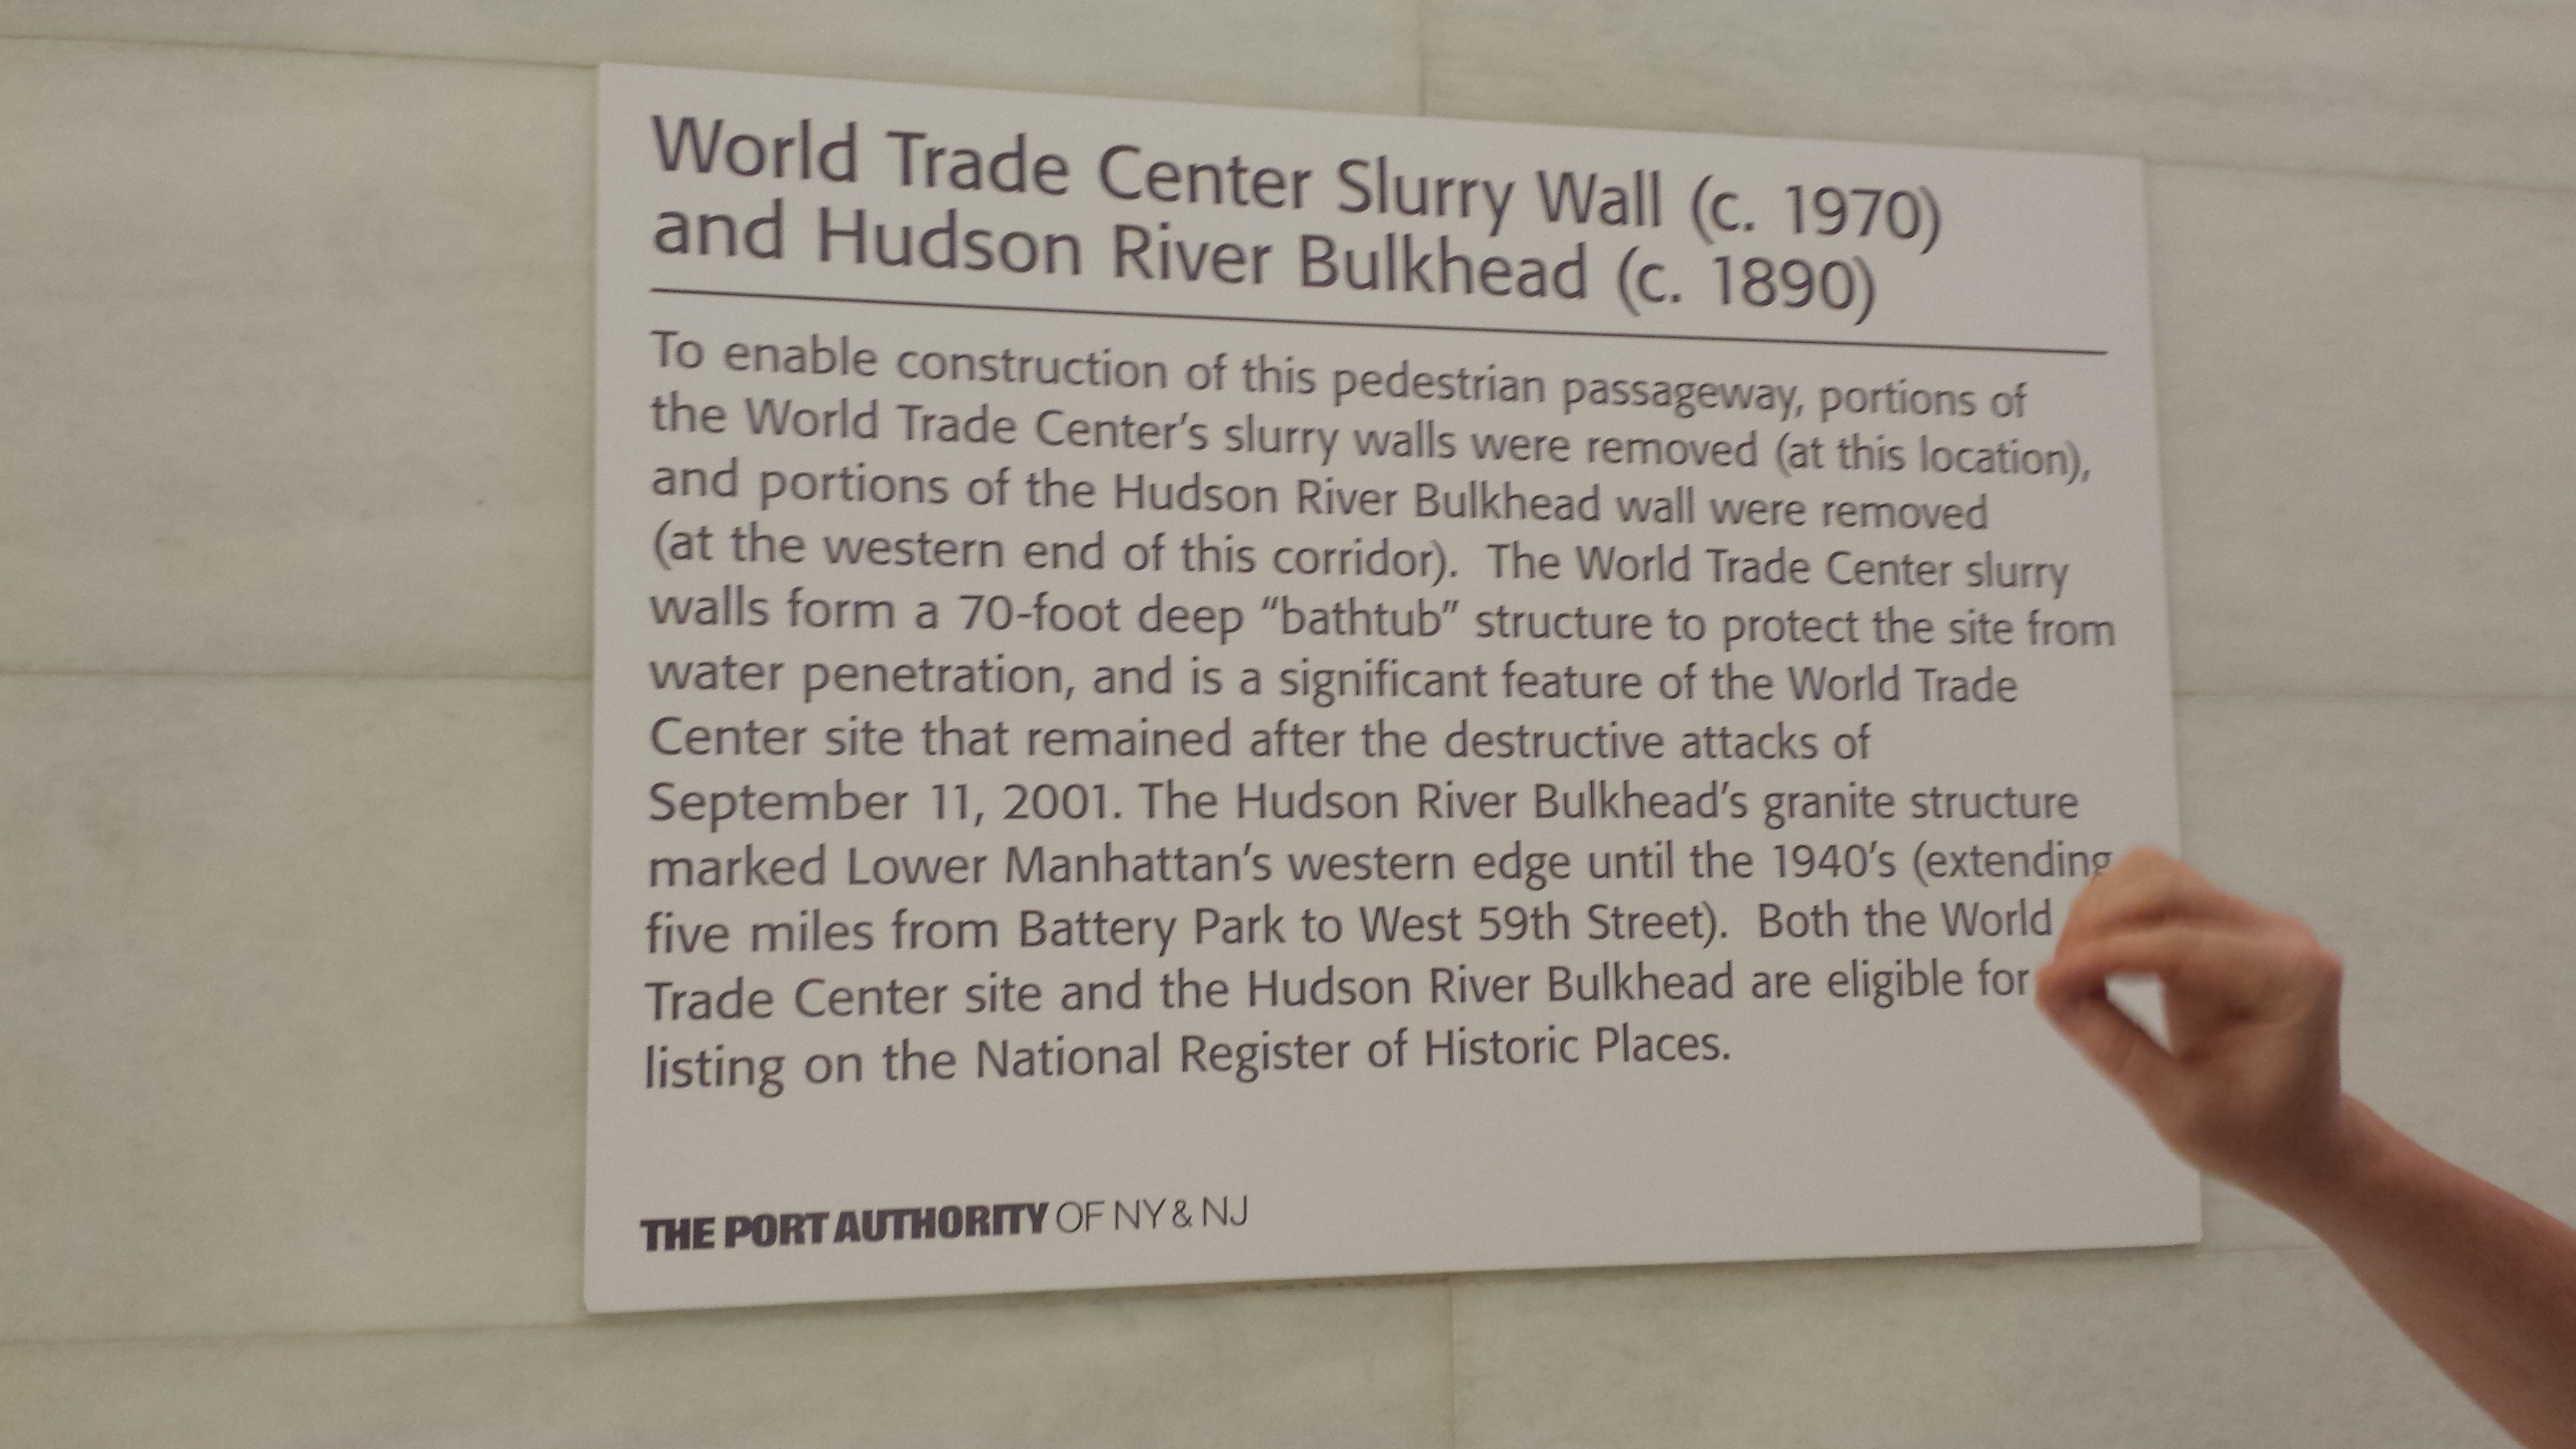 World Trade Center Slurry Wall (c. 1970)
and Hudson River Bulkhead (c. 1890)
To enable construction of this pedestrian passageway, portions of
the World Trade Center's slurry walls were removed (at this location),
and portions of the Hudson River Bulkhead wall were removed
(at the western end of this corridor). The World Trade Center slurry
walls form a 70-foot deep “bathtub” structure to protect the site from
water penetration, and is a significant feature of the World Trade
Center site that remained after the destructive attacks of
September 11, 2001. The Hudson River Bulkhead's granite structure
marked Lower Manhattan's western edge until the 1940's (extending
five miles from Battery Park to West 59th Street). Both the World
Trade Center site and the Hudson River Bulkhead are eligible for
listing on the National Register of Historic Places.
THE PORT AUTHORITY OF NY & NJ